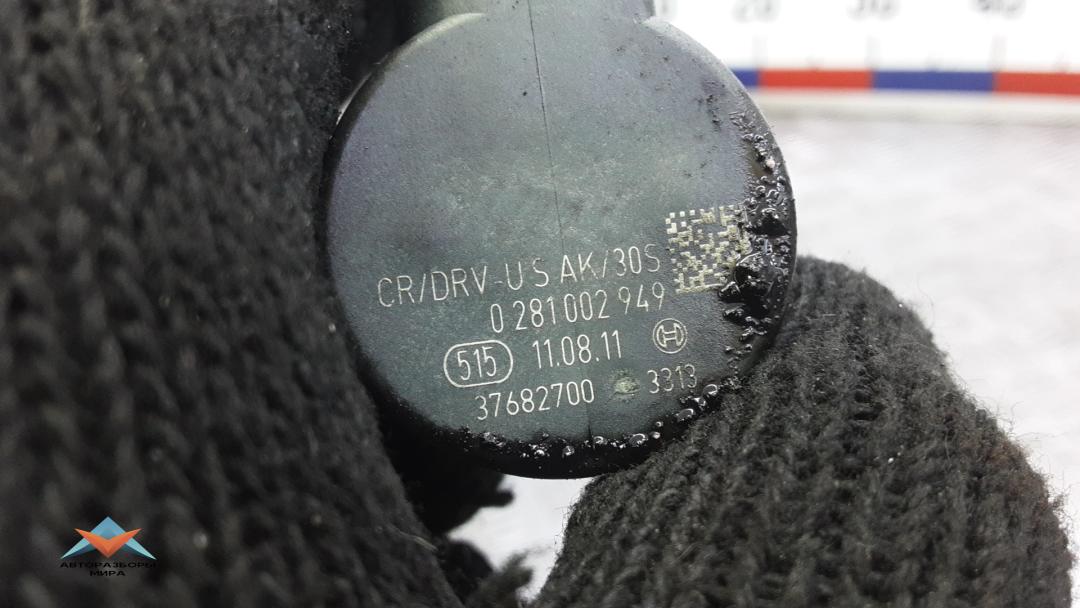 CR/DRV-U S AK/30S
0 281 002 949
515 11.08.11
37682700 3313
АВТОРАЗБОРЫ
МИРА